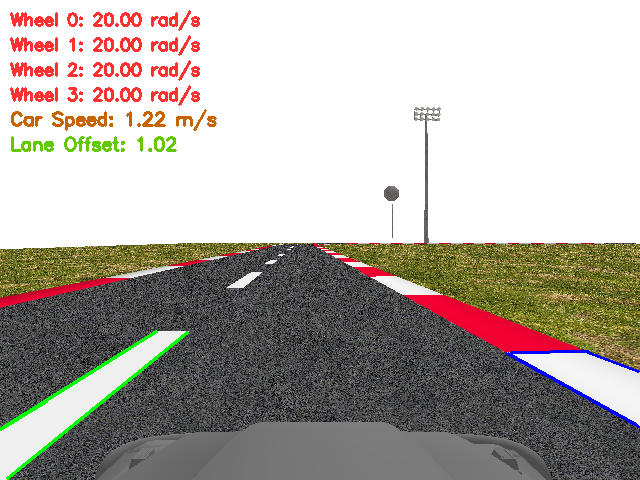 Wheel 0: 20.00 rad/s
Wheel 1: 20.00 rad/s
Wheel 2: 20.00 rad/s
Wheel 3: 20.00 rad/s
Car Speed: 1.22 m/s
Lane Offset: 1.02